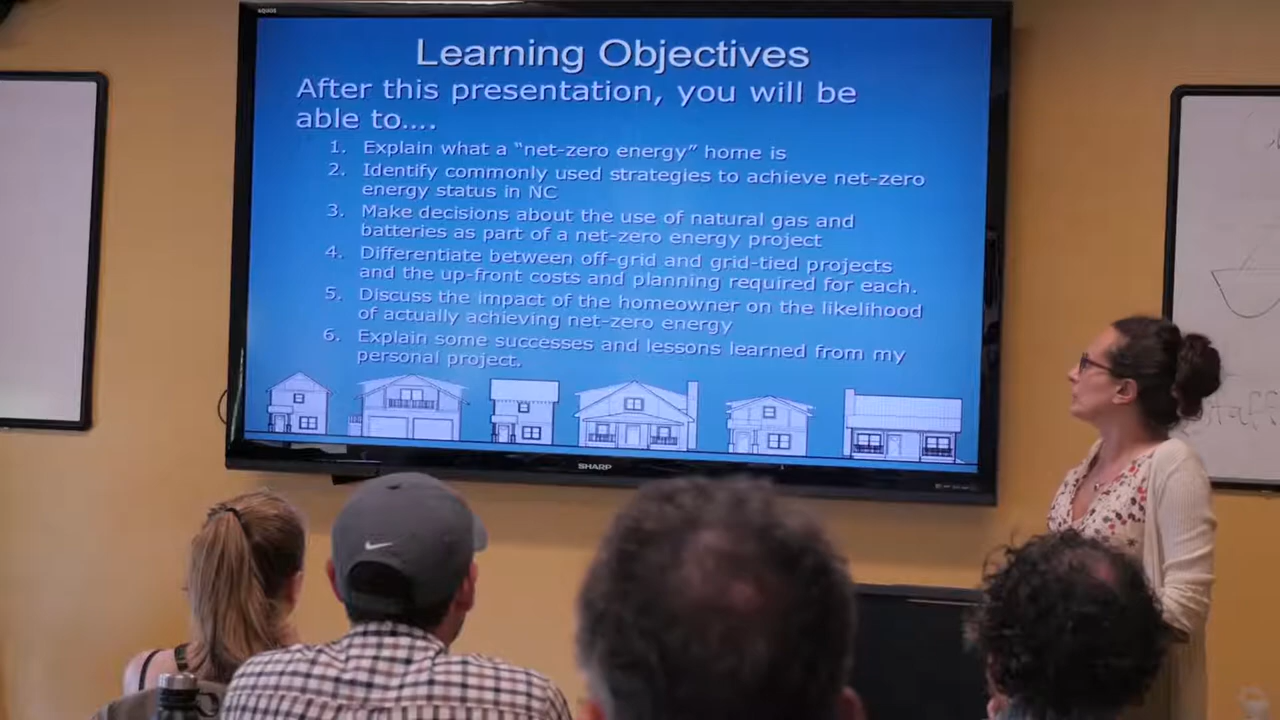 AQUOS
Learning Objectives
After this presentation, you will be
able to....
1. Explain what a “net-zero energy” home is
2. Identify commonly used strategies to achieve net-zero
energy status in NC
3. Make decisions about the use of natural gas and
batteries as part of a net-zero energy project
4. Differentiate between off-grid and grid-tied projects
and the up-front costs and planning required for each.
5. Discuss the impact of the homeowner on the likelihood
of actually achieving net-zero energy
6. Explain some successes and lessons learned from my
personal project.
SHARP